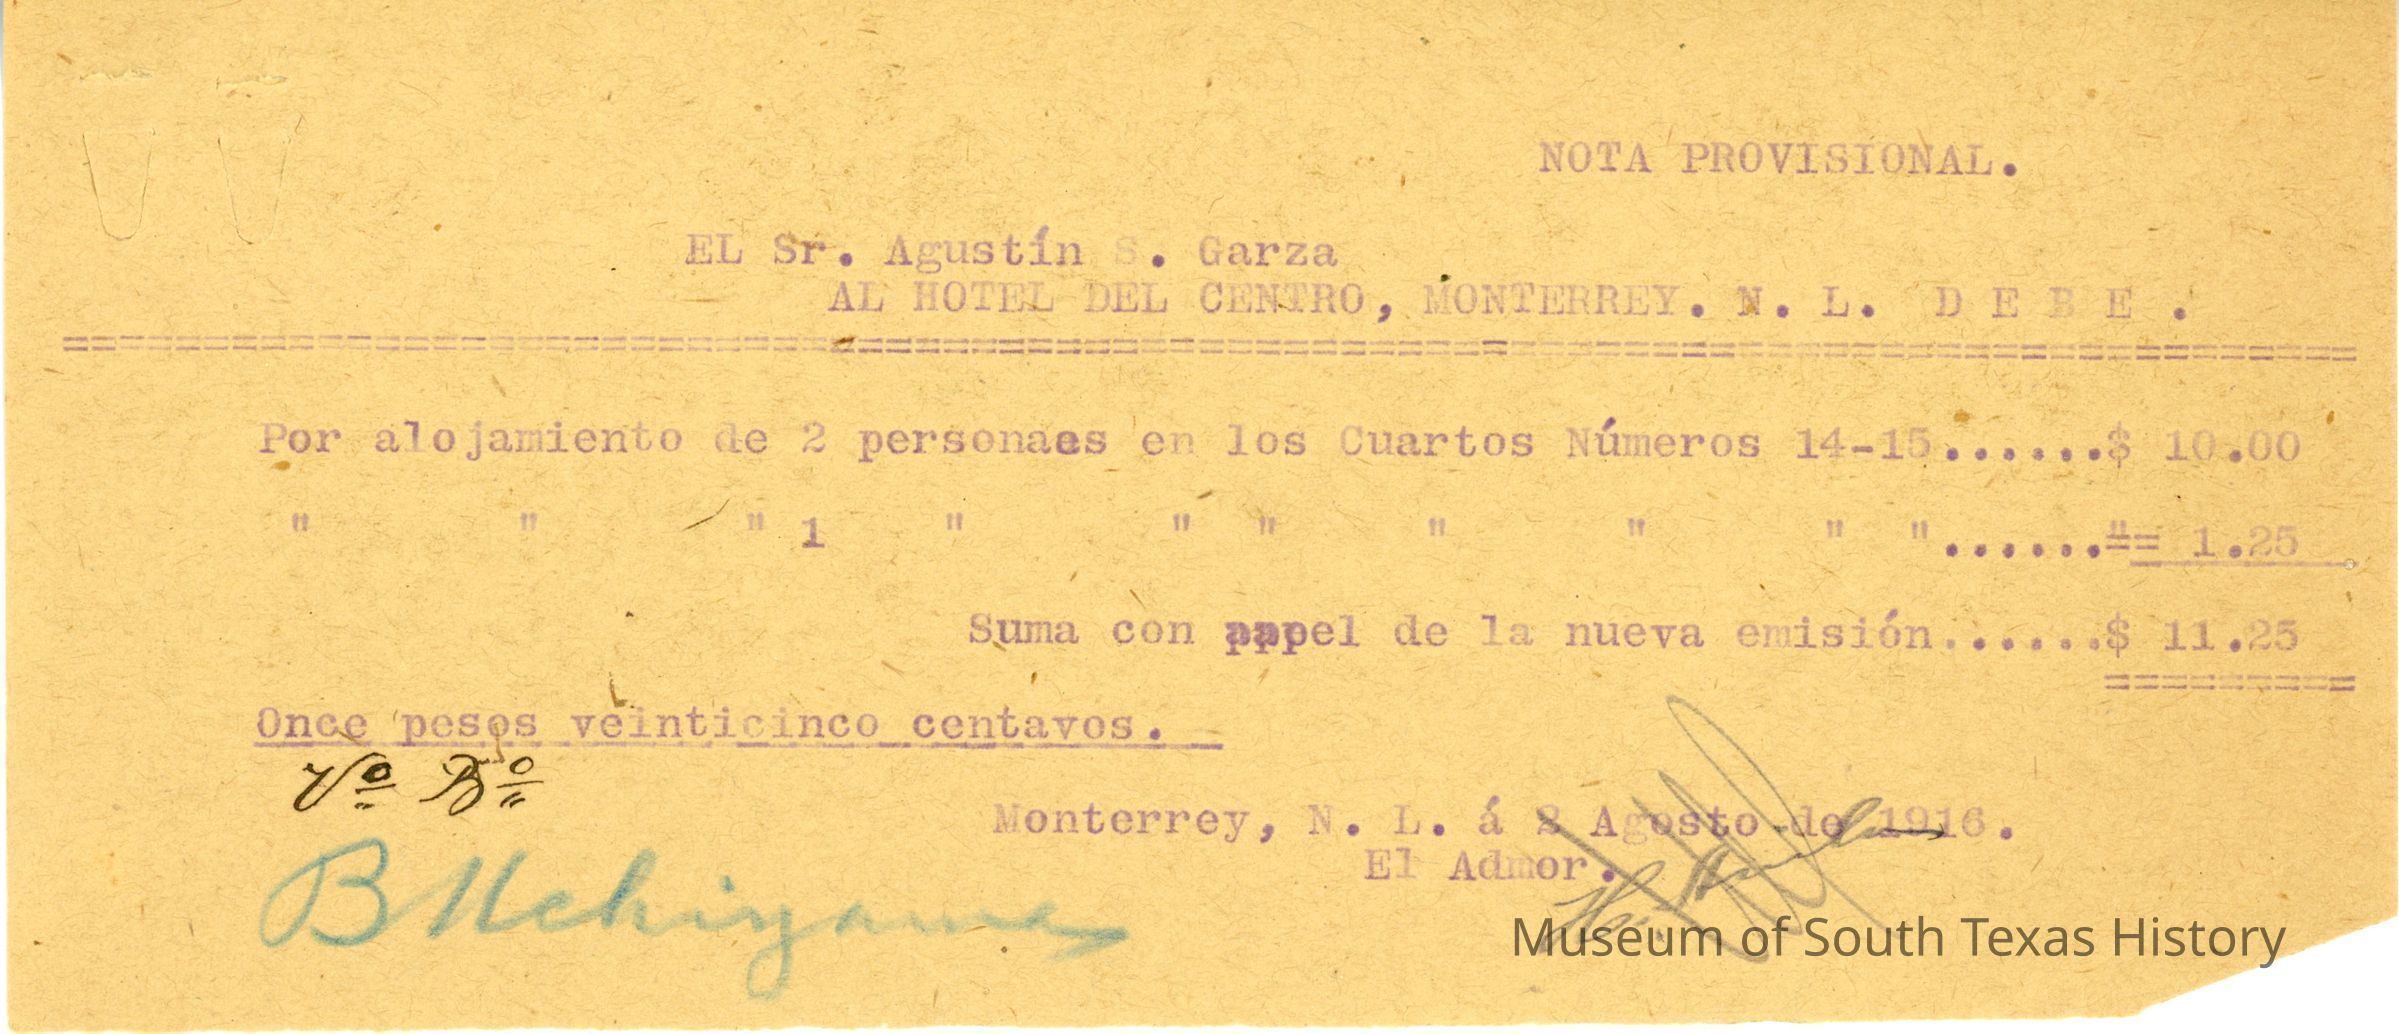 NOTA PROVISIONAL.
EL Sr. Agustín S. Garza
AL HOTEL DEL CENTRO, MONTERREY. N. L. D E B E .
==================================================
Por alojamiento de 2 personaes en los Cuartos Números 14-15......$ 10.00
" " " 1 " " " " " " "......"== 1.25
Suma con pppel de la nueva emisión......$ 11.25
=========
Once pesos veinticinco centavos.
Vo Bo
Monterrey, N. L. á 2 Agosto de 1916.
El Admor.
B Uchiyama
Museum of South Texas History